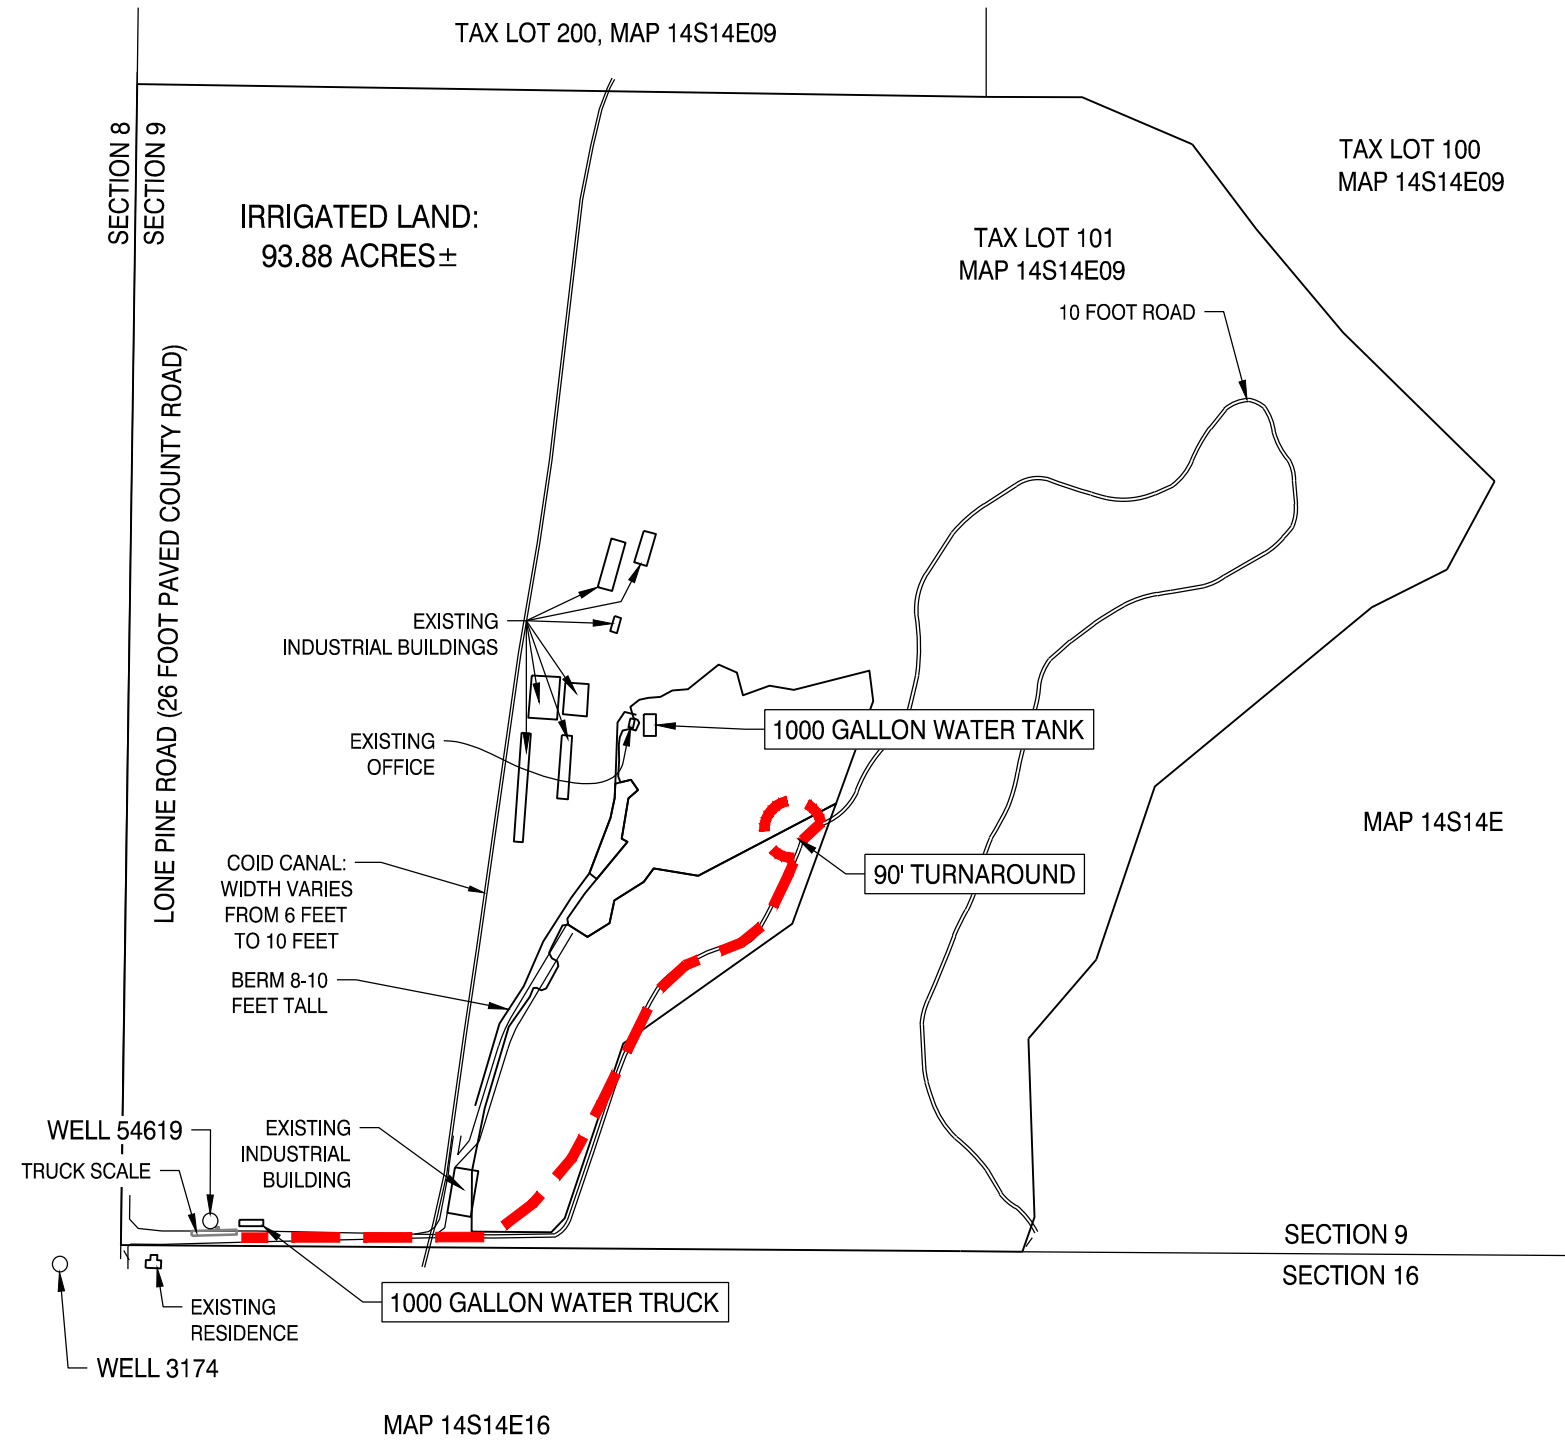 TAX LOT 200, MAP 14S14E09
SECTION 8
SECTION 9
TAX LOT 100
MAP 14S14E09
IRRIGATED LAND:
93.88 ACRES±
TAX LOT 101
MAP 14S14E09
10 FOOT ROAD
LONE PINE ROAD (26 FOOT PAVED COUNTY ROAD)
EXISTING
INDUSTRIAL BUILDINGS
1000 GALLON WATER TANK
EXISTING
OFFICE
MAP 14S14E
COID CANAL:
WIDTH VARIES
FROM 6 FEET
TO 10 FEET
90' TURNAROUND
BERM 8-10
FEET TALL
WELL 54619
TRUCK SCALE
EXISTING
INDUSTRIAL
BUILDING
SECTION 9
SECTION 16
1000 GALLON WATER TRUCK
EXISTING
RESIDENCE
WELL 3174
MAP 14S14E16